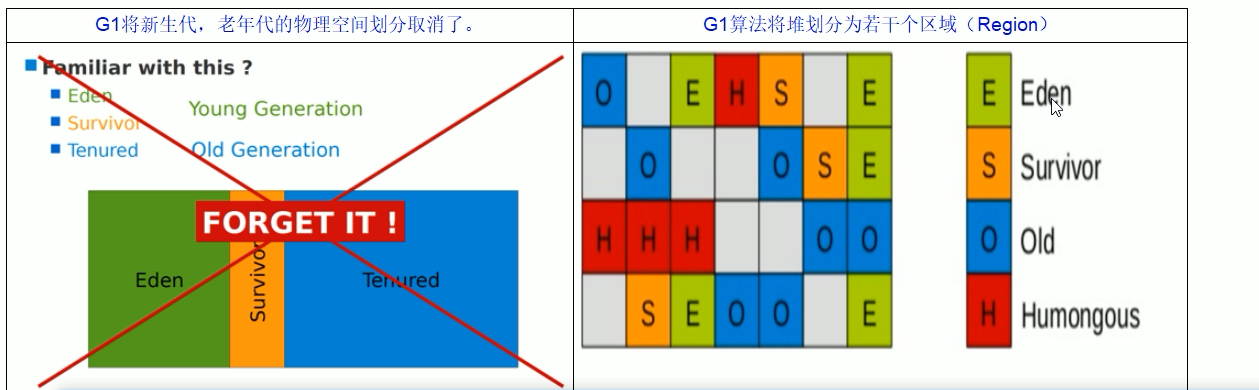 G1将新生代，老年代的物理空间划分取消了。
Familiar with this ?
Eden
Survivor
Tenured
Young Generation
Old Generation
FORGET IT !
Eden
Survivor
Tenured
G1算法将堆划分为若干个区域（Region）
O E H S E
O O S E
H H H O O
S E O O E
E Eden
S Survivor
O Old
H Humongous